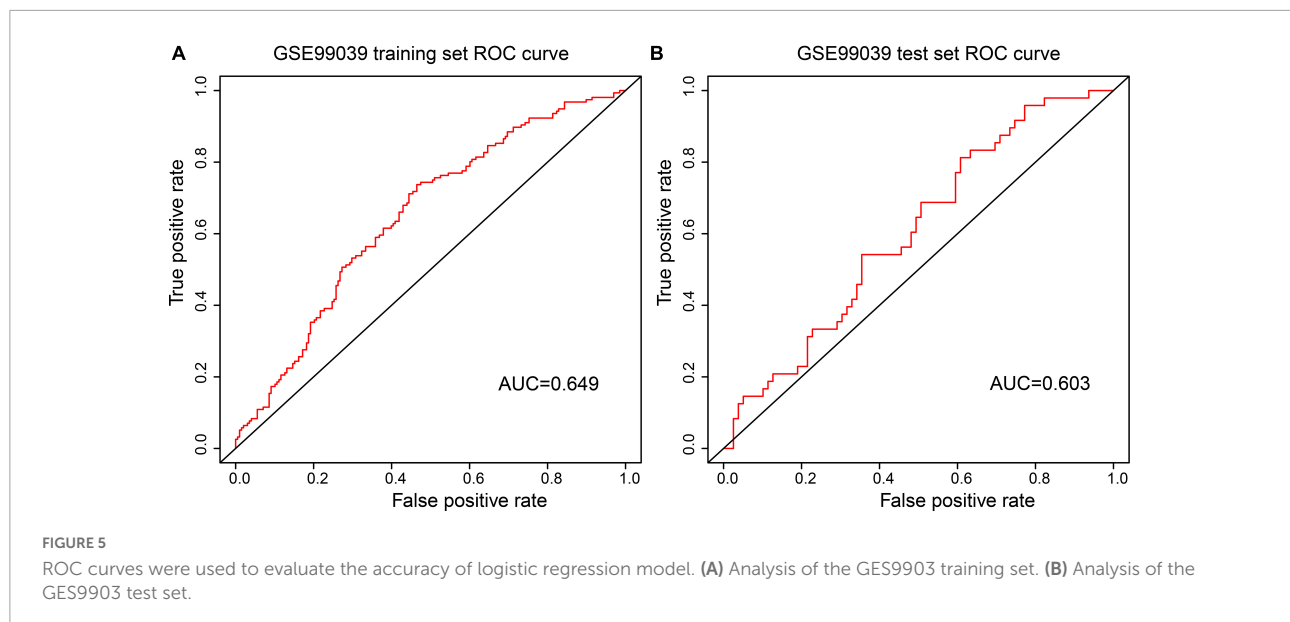 A
GSE99039 training set ROC curve
True positive rate
1.0
0.8
0.6
0.4
0.2
0.0
AUC=0.649
0.0 0.2 0.4 0.6 0.8 1.0
False positive rate
B
GSE99039 test set ROC curve
True positive rate
1.0
0.8
0.6
0.4
0.2
0.0
AUC=0.603
0.0 0.2 0.4 0.6 0.8 1.0
False positive rate
FIGURE 5
ROC curves were used to evaluate the accuracy of logistic regression model. (A) Analysis of the GES9903 training set. (B) Analysis of the
GES9903 test set.